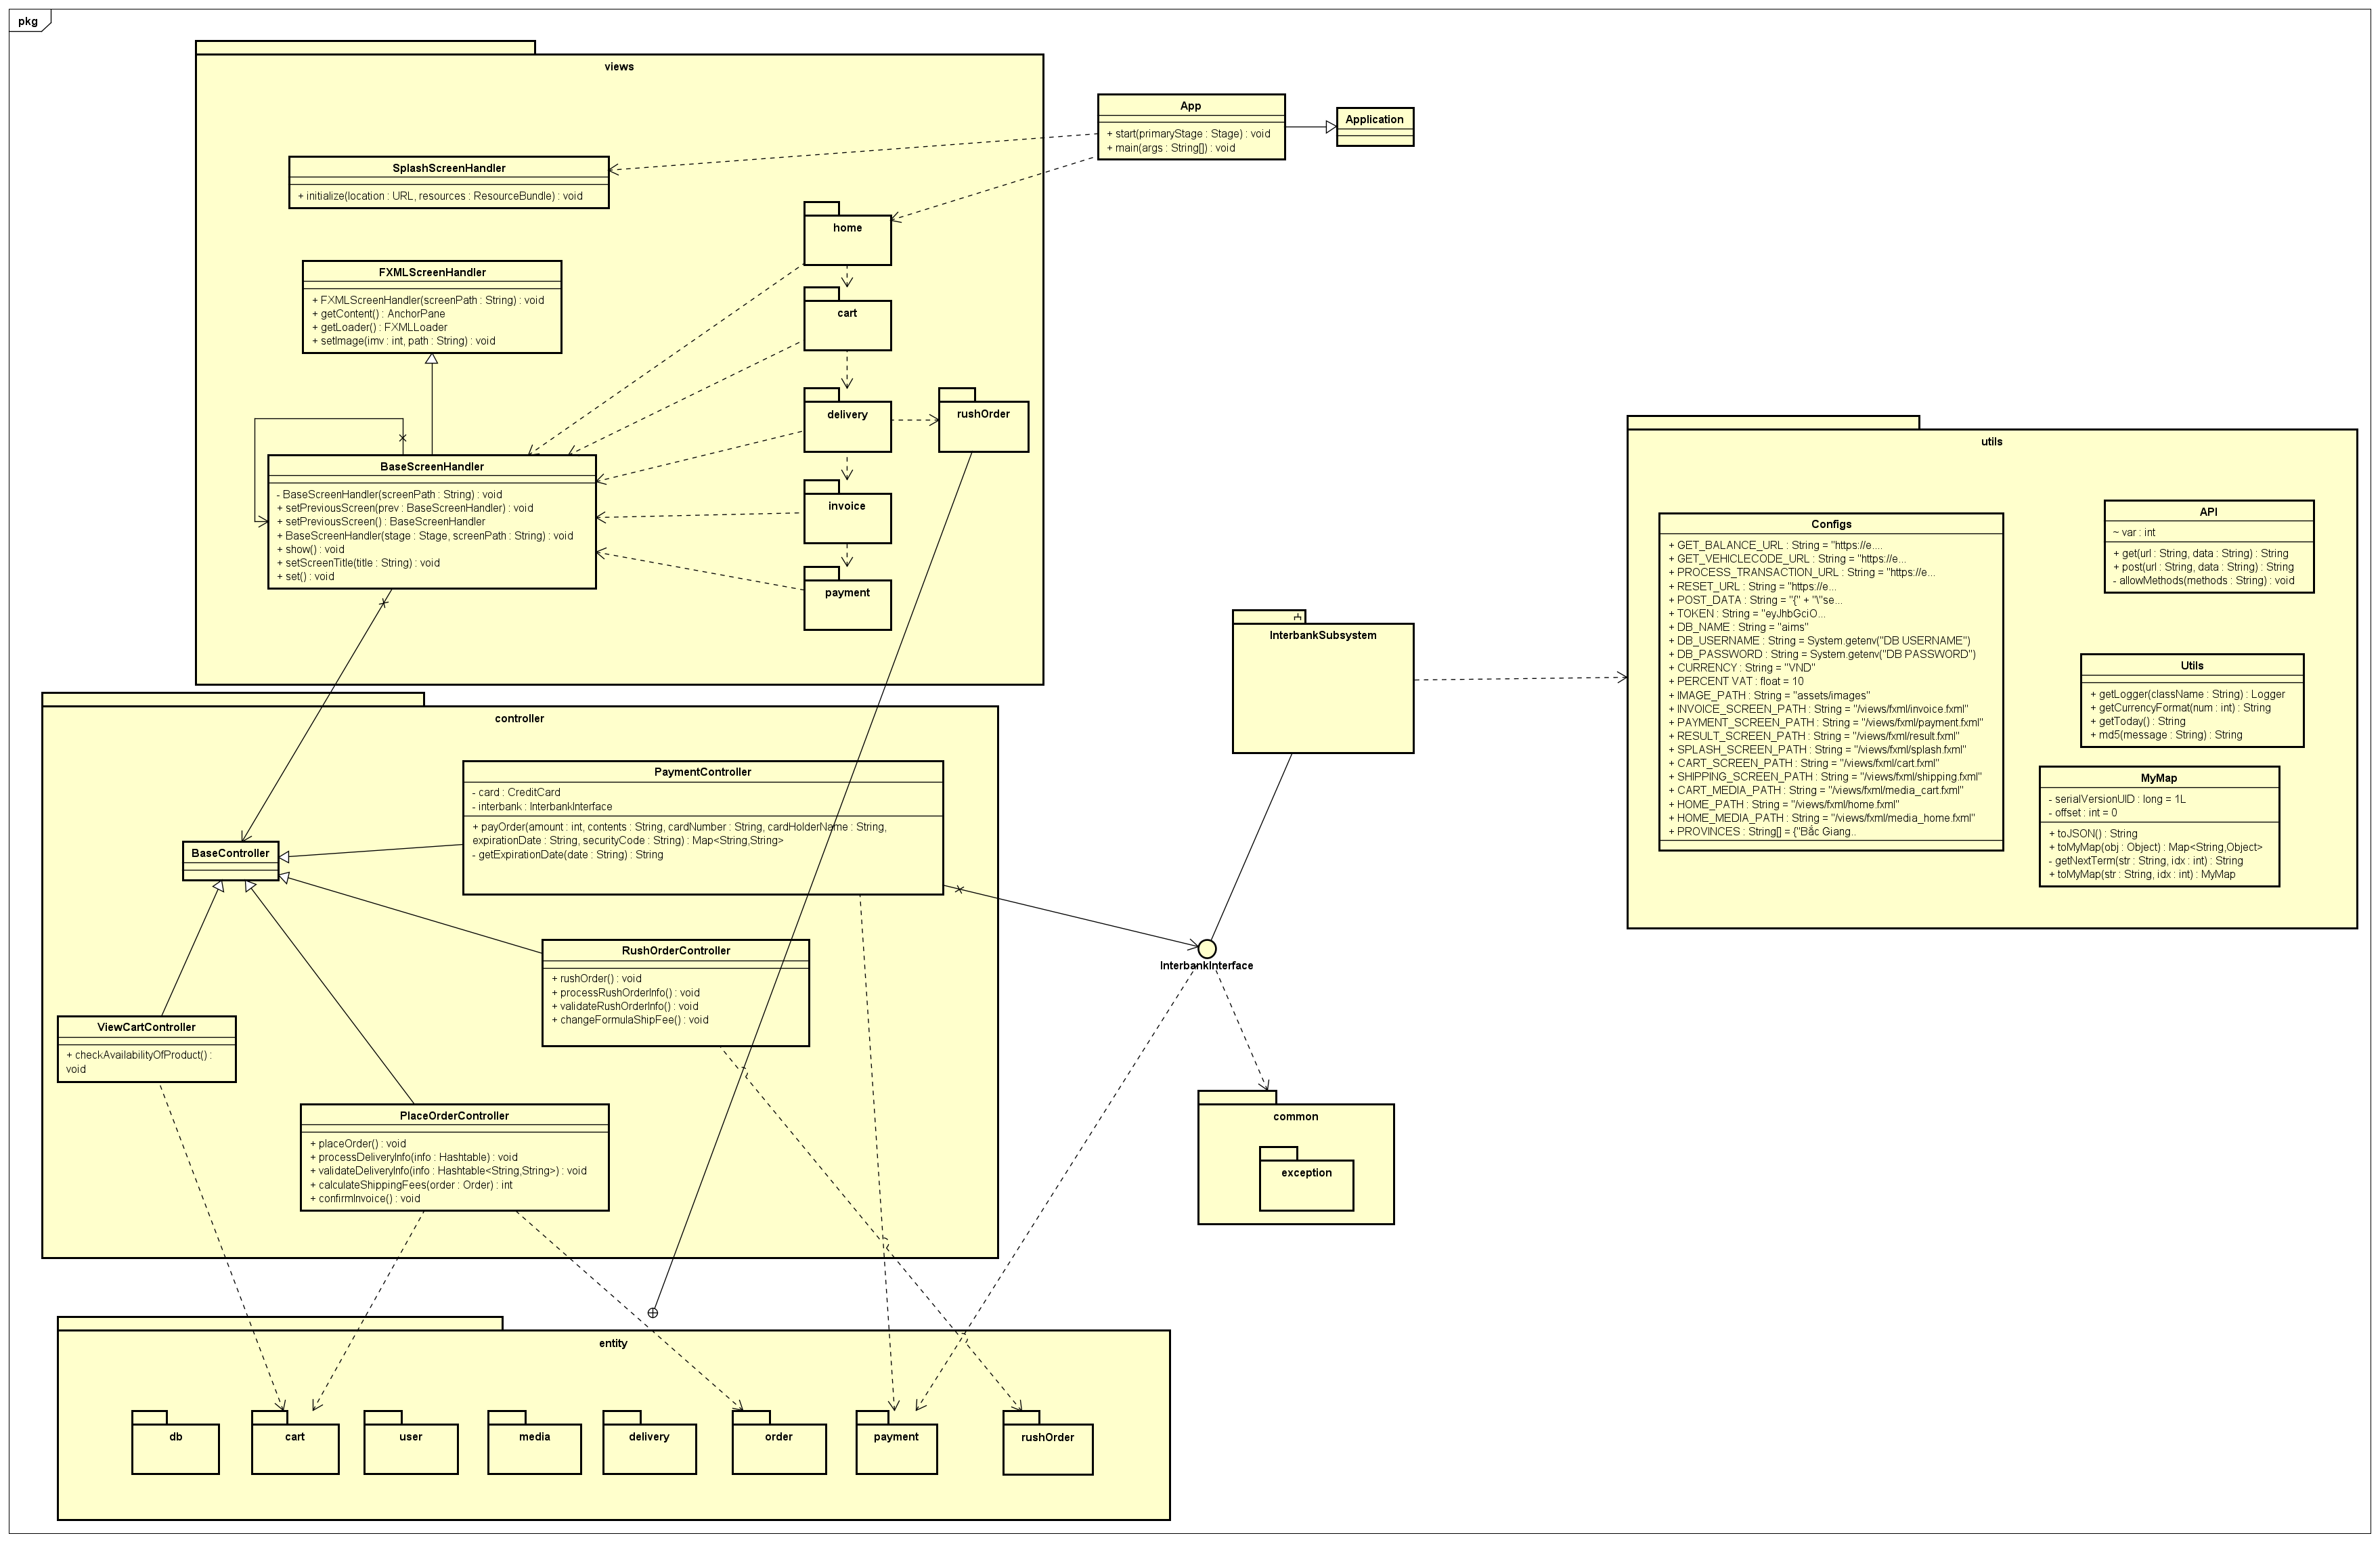 pkg
views
App
+ start(primaryStage : Stage) : void
+ main(args : String[]) : void
Application
SplashScreenHandler
+ initialize(location : URL, resources : ResourceBundle) : void
home
FXMLScreenHandler
+ FXMLScreenHandler(screenPath : String) : void
+ getContent() : AnchorPane
+ getLoader() : FXMLLoader
+ setImage(imv : int, path : String) : void
cart
delivery
rushOrder
BaseScreenHandler
- BaseScreenHandler(screenPath : String) : void
+ setPreviousScreen(prev : BaseScreenHandler) : void
+ setPreviousScreen() : BaseScreenHandler
+ BaseScreenHandler(stage : Stage, screenPath : String) : void
+ show() : void
+ setScreenTitle(title : String) : void
+ set() : void
invoice
payment
utils
Configs
+ GET_BALANCE_URL : String = "https://e....
+ GET_VEHICLECODE_URL : String = "https://e...
+ PROCESS_TRANSACTION_URL : String = "https://e...
+ RESET_URL : String = "https://e...
+ POST_DATA : String = "{" + "\"se...
+ TOKEN : String = "eyJhbGciO...
+ DB_NAME : String = "aims"
+ DB_USERNAME : String = System.getenv("DB USERNAME")
+ DB_PASSWORD : String = System.getenv("DB PASSWORD")
+ CURRENCY : String = "VND"
+ PERCENT VAT : float = 10
+ IMAGE_PATH : String = "assets/images"
+ INVOICE_SCREEN_PATH : String = "/views/fxml/invoice.fxml"
+ PAYMENT_SCREEN_PATH : String = "/views/fxml/payment.fxml"
+ RESULT_SCREEN_PATH : String = "/views/fxml/result.fxml"
+ SPLASH_SCREEN_PATH : String = "/views/fxml/splash.fxml"
+ CART_SCREEN_PATH : String = "/views/fxml/cart.fxml"
+ SHIPPING_SCREEN_PATH : String = "/views/fxml/shipping.fxml"
+ CART_MEDIA_PATH : String = "/views/fxml/media_cart.fxml"
+ HOME_PATH : String = "/views/fxml/home.fxml"
+ HOME_MEDIA_PATH : String = "/views/fxml/media_home.fxml"
+ PROVINCES : String[] = {"Bắc Giang..
API
~ var : int
+ get(url : String, data : String) : String
+ post(url : String, data : String) : String
- allowMethods(methods : String) : void
Utils
+ getLogger(className : String) : Logger
+ getCurrencyFormat(num : int) : String
+ getToday() : String
+ md5(message : String) : String
MyMap
- serialVersionUID : long = 1L
- offset : int = 0
+ toJSON() : String
+ toMyMap(obj : Object) : Map<String,Object>
- getNextTerm(str : String, idx : int) : String
+ toMyMap(str : String, idx : int) : MyMap
InterbankSubsystem
controller
PaymentController
- card : CreditCard
- interbank : InterbankInterface
+ payOrder(amount : int, contents : String, cardNumber : String, cardHolderName : String,
expirationDate : String, securityCode : String) : Map<String,String>
- getExpirationDate(date : String) : String
BaseController
RushOrderController
+ rushOrder() : void
+ processRushOrderInfo() : void
+ validateRushOrderInfo() : void
+ changeFormulaShipFee() : void
InterbankInterface
ViewCartController
+ checkAvailabilityOfProduct() :
void
PlaceOrderController
+ placeOrder() : void
+ processDeliveryInfo(info : Hashtable) : void
+ validateDeliveryInfo(info : Hashtable<String,String>) : void
+ calculateShippingFees(order : Order) : int
+ confirmInvoice() : void
common
exception
entity
db
cart
user
media
delivery
order
payment
rushOrder